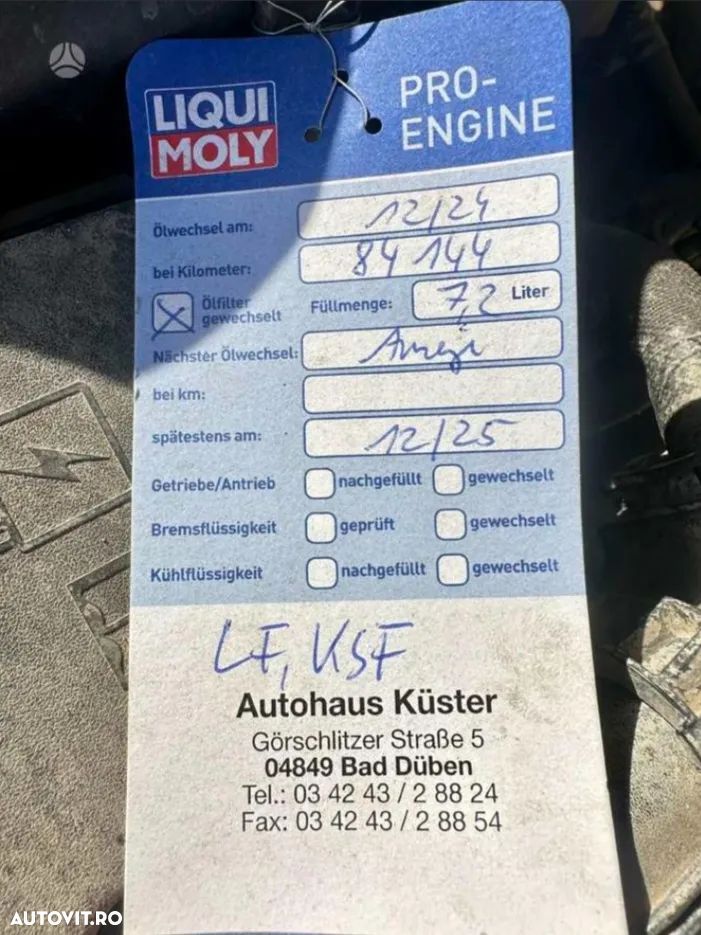 LIQUI
MOLY
PRO-
ENGINE
Ölwechsel am: 12/24
bei Kilometer: 84 144
Ölfilter
gewechselt
Füllmenge: 7,2 Liter
Nächster Ölwechsel:
bei km:
spätestens am: 12/25
Getriebe/Antrieb nachgefüllt gewechselt
Bremsflüssigkeit geprüft gewechselt
Kühlflüssigkeit nachgefüllt gewechselt
LF, KSF
Autohaus Küster
Görschlitzer Straße 5
04849 Bad Düben
Tel.: 03 42 43 / 2 88 24
Fax: 03 42 43 / 2 88 54
AUTOVIT.RO